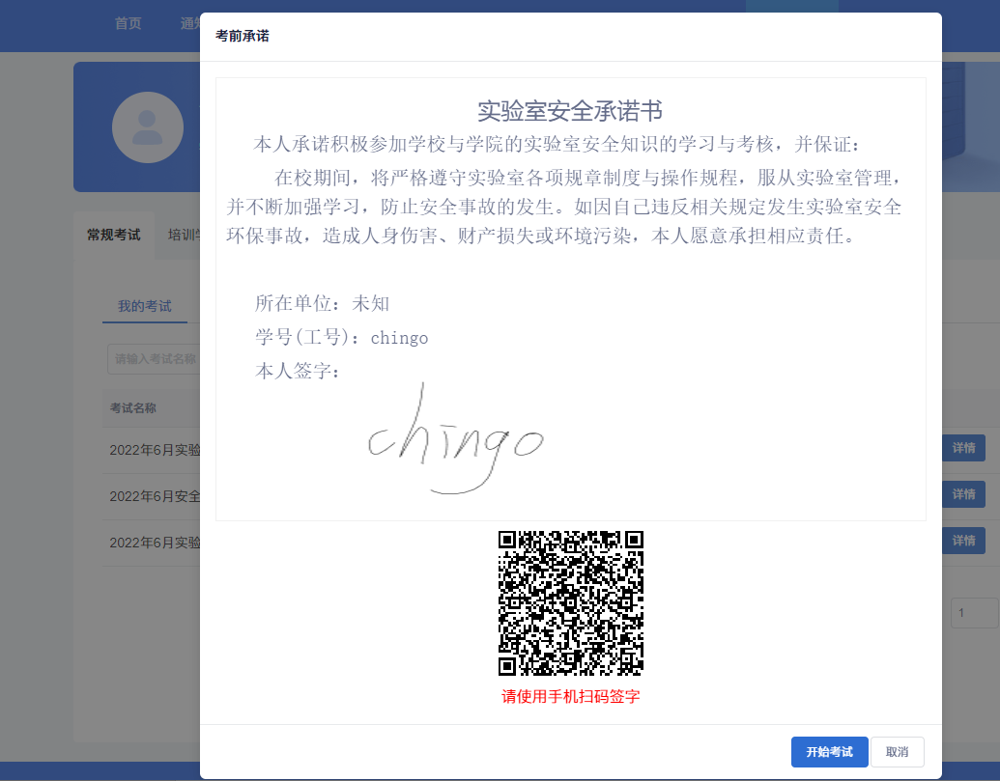 首页
考前承诺
实验室安全承诺书
本人承诺积极参加学校与学院的实验室安全知识的学习与考核，并保证：
在校期间，将严格遵守实验室各项规章制度与操作规程，服从实验室管理，
并不断加强学习，防止安全事故的发生。如因自己违反相关规定发生实验室安全
环保事故，造成人身伤害、财产损失或环境污染，本人愿意承担相应责任。
所在单位：未知
学号(工号)：chingo
本人签字：
chingo
请使用手机扫码签字
开始考试 取消
常规考试 培训
我的考试
请输入考试名称
考试名称
2022年6月实验 详情
2022年6月安全 详情
2022年6月实验 详情
1